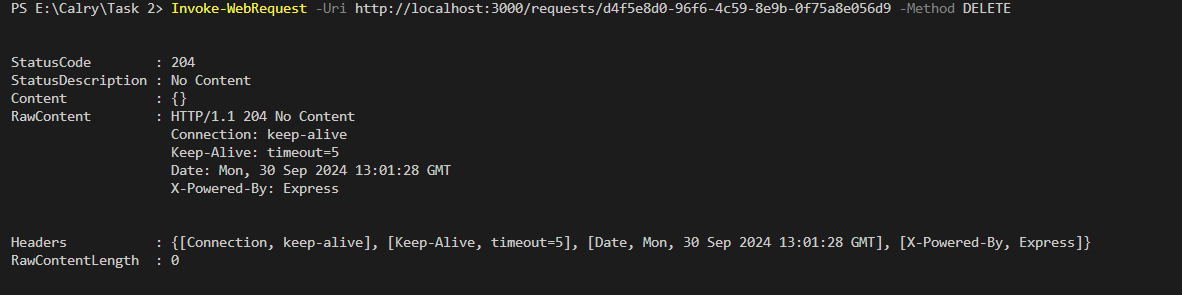 PS E:\Calry\Task 2> Invoke-WebRequest -Uri http://localhost:3000/requests/d4f5e8d0-96f6-4c59-8e9b-0f75a8e056d9 -Method DELETE
StatusCode        : 204
StatusDescription : No Content
Content           : {}
RawContent        : HTTP/1.1 204 No Content
                    Connection: keep-alive
                    Keep-Alive: timeout=5
                    Date: Mon, 30 Sep 2024 13:01:28 GMT
                    X-Powered-By: Express
Headers           : {[Connection, keep-alive], [Keep-Alive, timeout=5], [Date, Mon, 30 Sep 2024 13:01:28 GMT], [X-Powered-By, Express]}
RawContentLength  : 0